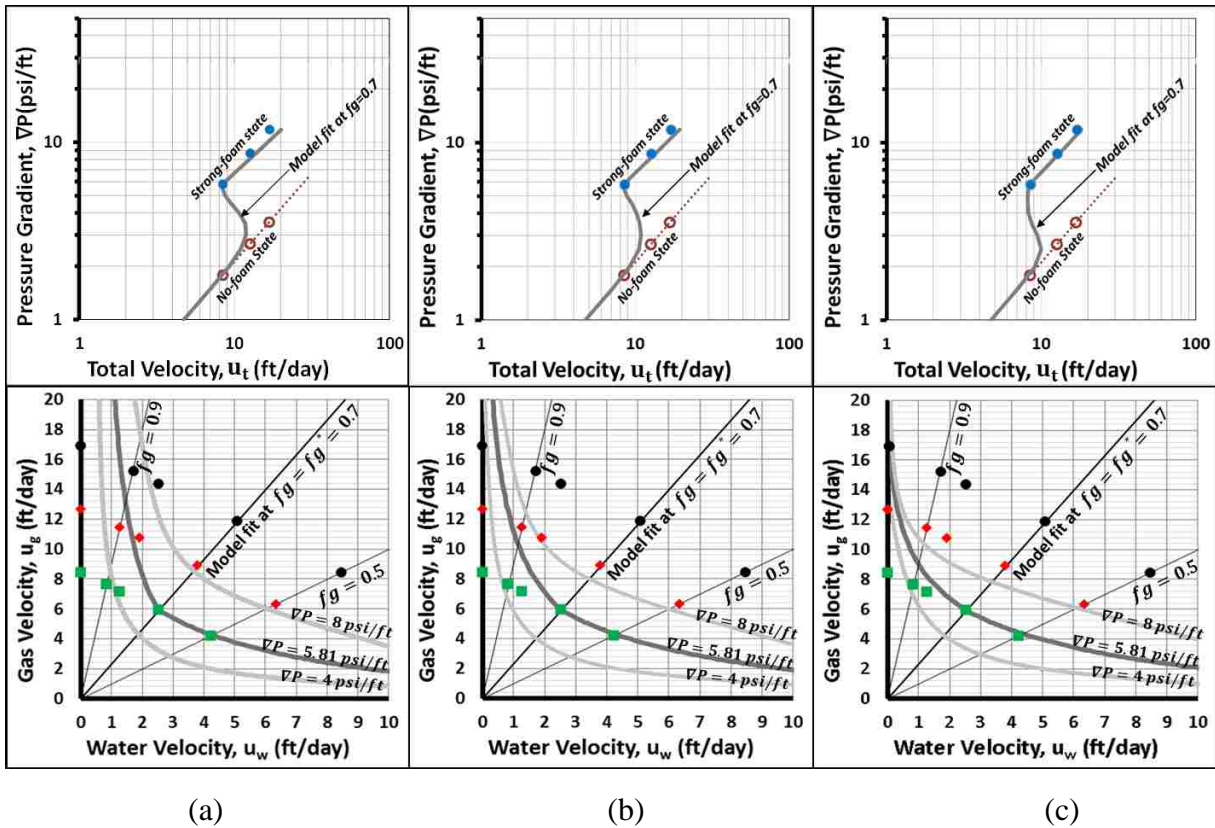 Pressure Gradient, ∇P(psi/ft)
10
1
Strong-foam state
Model fit at fg=0.7
No-foam State
1
10
100
Total Velocity, uₜ (ft/day)
Pressure Gradient, ∇P(psi/ft)
10
1
Strong-foam state
Model fit at fg=0.7
No-foam State
1
10
100
Total Velocity, uₜ (ft/day)
Pressure Gradient, ∇P(psi/ft)
10
1
Strong-foam state
Model fit at fg=0.7
No-foam State
1
10
100
Total Velocity, uₜ (ft/day)
Gas Velocity, u_g (ft/day)
20
18
16
14
12
10
8
6
4
2
0
fg = 0.9
Model fit at fg = fg* = 0.7
fg = 0.5
∇P = 8 psi/ft
∇P = 5.81 psi/ft
∇P = 4 psi/ft
0 1 2 3 4 5 6 7 8 9 10
Water Velocity, u_w (ft/day)
Gas Velocity, u_g (ft/day)
20
18
16
14
12
10
8
6
4
2
0
fg = 0.9
Model fit at fg = fg* = 0.7
fg = 0.5
∇P = 8 psi/ft
∇P = 5.81 psi/ft
∇P = 4 psi/ft
0 1 2 3 4 5 6 7 8 9 10
Water Velocity, u_w (ft/day)
Gas Velocity, u_g (ft/day)
20
18
16
14
12
10
8
6
4
2
0
fg = 0.9
Model fit at fg = fg* = 0.7
fg = 0.5
∇P = 8 psi/ft
∇P = 5.81 psi/ft
∇P = 4 psi/ft
0 1 2 3 4 5 6 7 8 9 10
Water Velocity, u_w (ft/day)
(a)
(b)
(c)